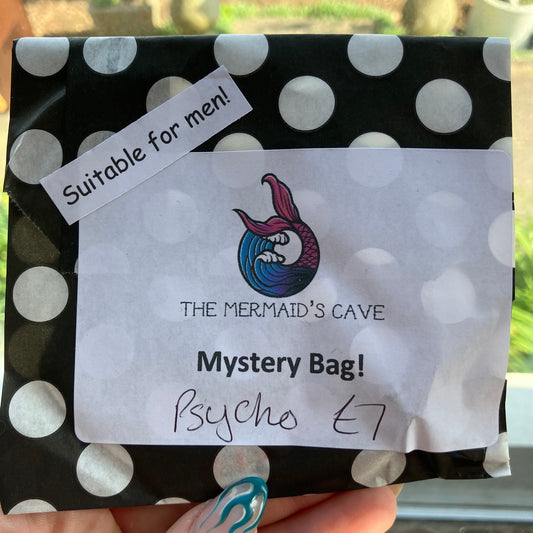 Suitable for men!
THE MERMAID'S CAVE
Mystery Bag!
Psycho £7